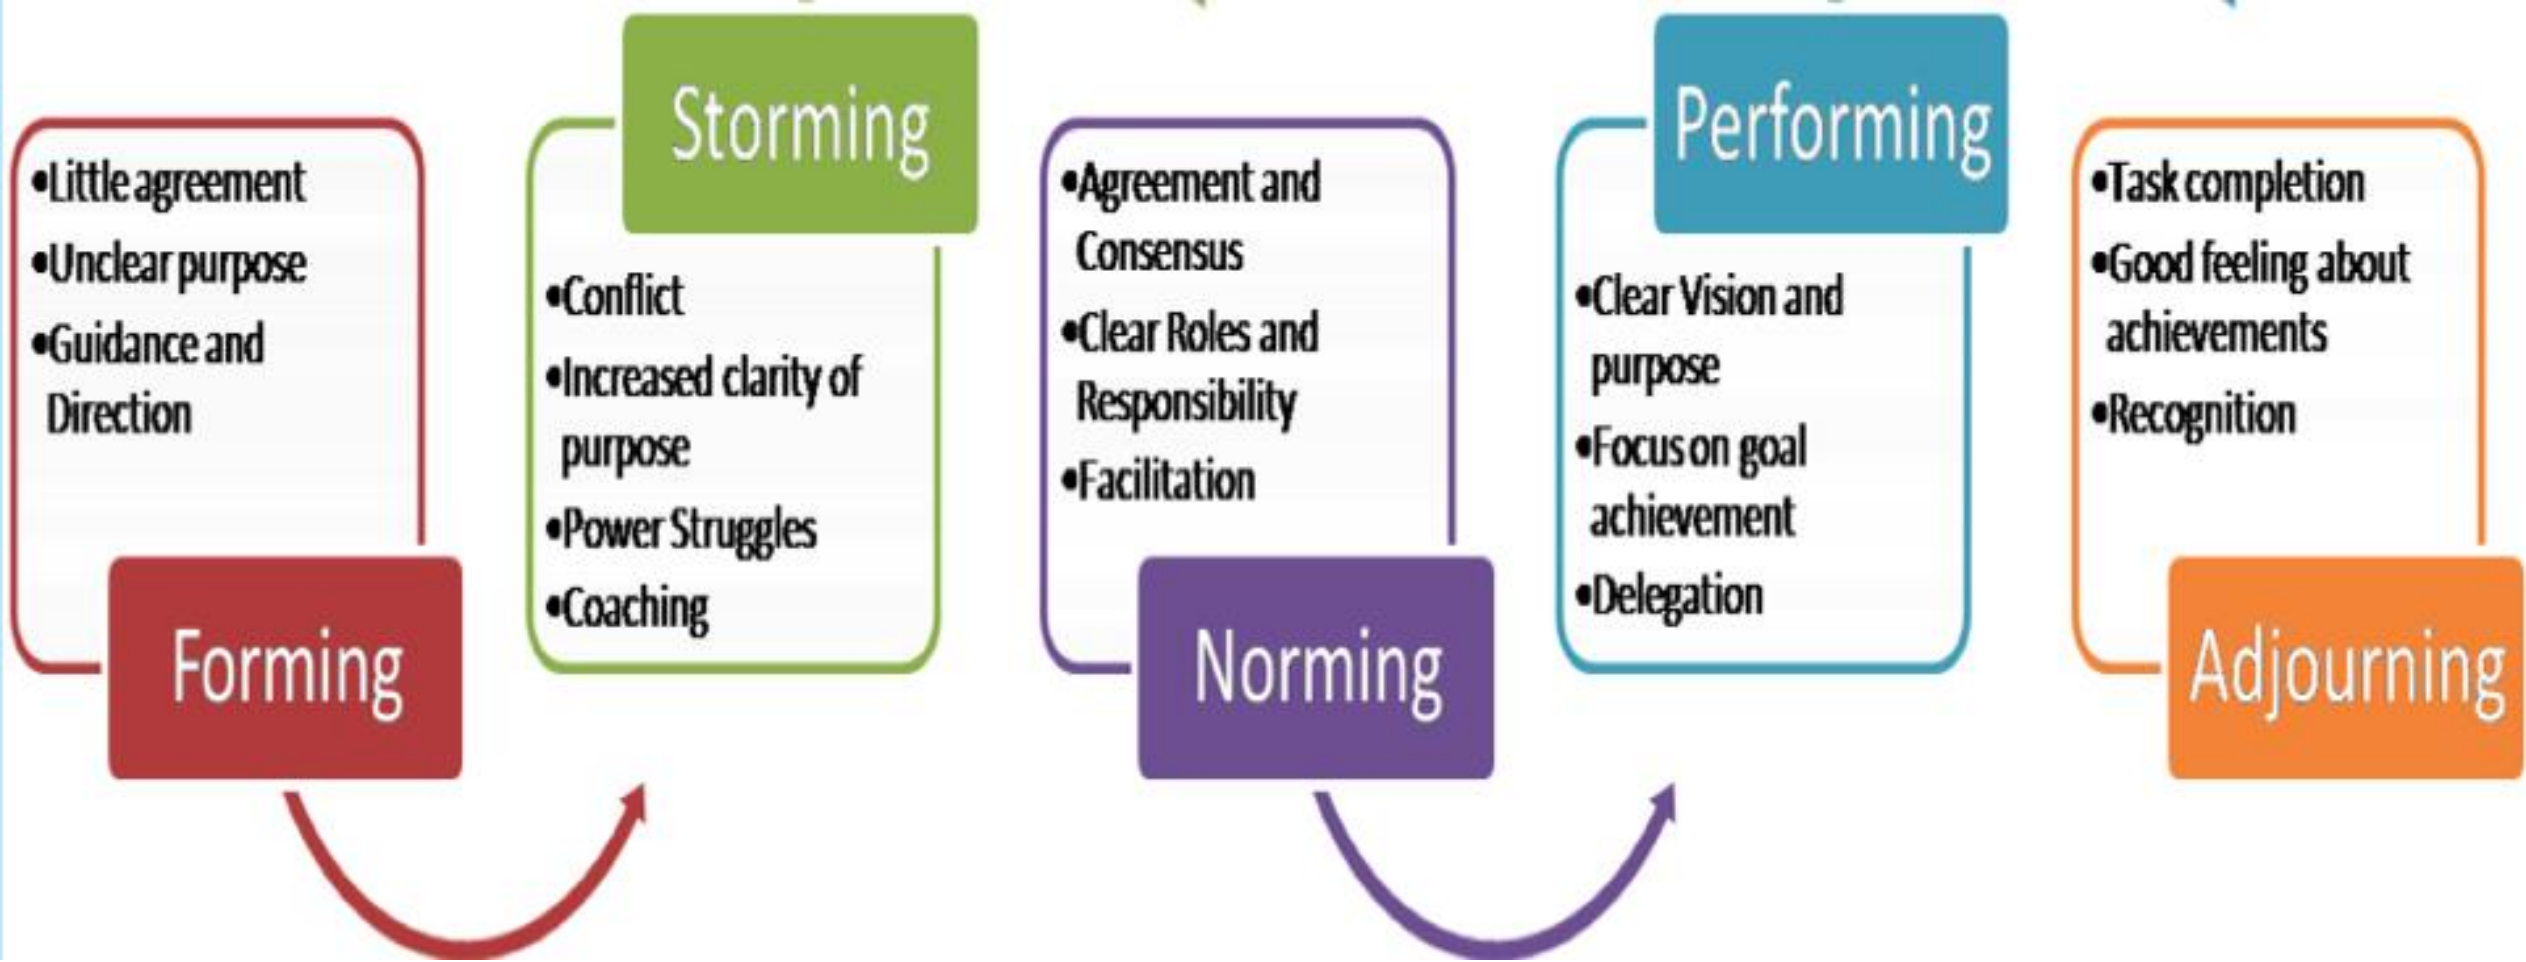 •Little agreement
•Unclear purpose
•Guidance and
Direction
Forming
Storming
•Conflict
•Increased clarity of
purpose
•Power Struggles
•Coaching
•Agreement and
Consensus
•Clear Roles and
Responsibility
•Facilitation
Norming
Performing
•Clear Vision and
purpose
•Focus on goal
achievement
•Delegation
•Task completion
•Good feeling about
achievements
•Recognition
Adjourning